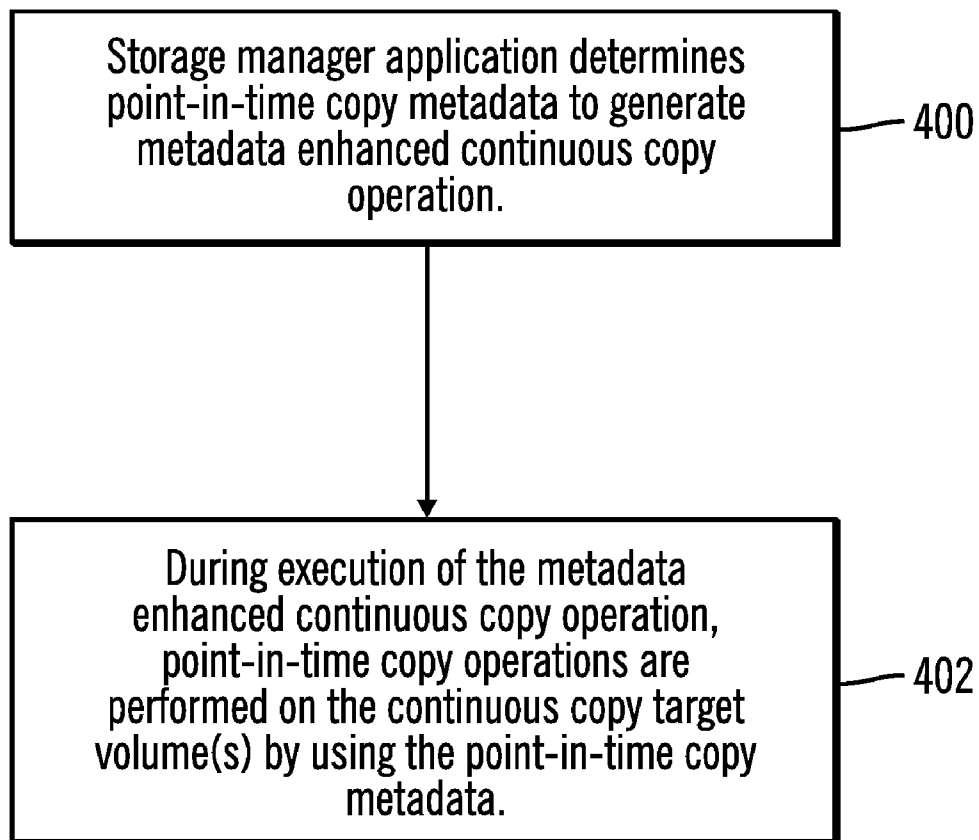 Storage manager application determines
point-in-time copy metadata to generate
metadata enhanced continuous copy
operation.
400
During execution of the metadata
enhanced continuous copy operation,
point-in-time copy operations are
performed on the continuous copy target
volume(s) by using the point-in-time copy
metadata.
402